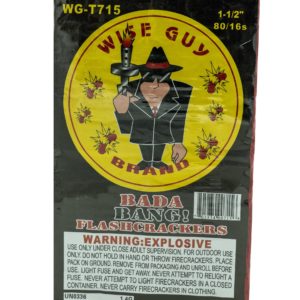 WG-T715
1-1/2"
80/16s
WISE GUY
BRAND
BADA
BANG!
FLASHCRACKERS
WARNING:EXPLOSIVE
USE ONLY UNDER CLOSE ADULT SUPERVISION. FOR OUTDOOR USE
ONLY. DO NOT HOLD IN HAND OR THROW FIRECRACKERS. PLACE
PACK ON GROUND. REMOVE FROM PACKAGING AND UNROLL BEFORE
USE. LIGHT FUSE AND GET AWAY. NEVER ATTEMPT TO RELIGHT A
FUSE. NEVER ATTEMPT TO LIGHT FIRECRACKERS IN A CLOSED
CONTAINER. NEVER CARRY FIRECRACKERS IN CLOTHING.
UN0336
1.4G